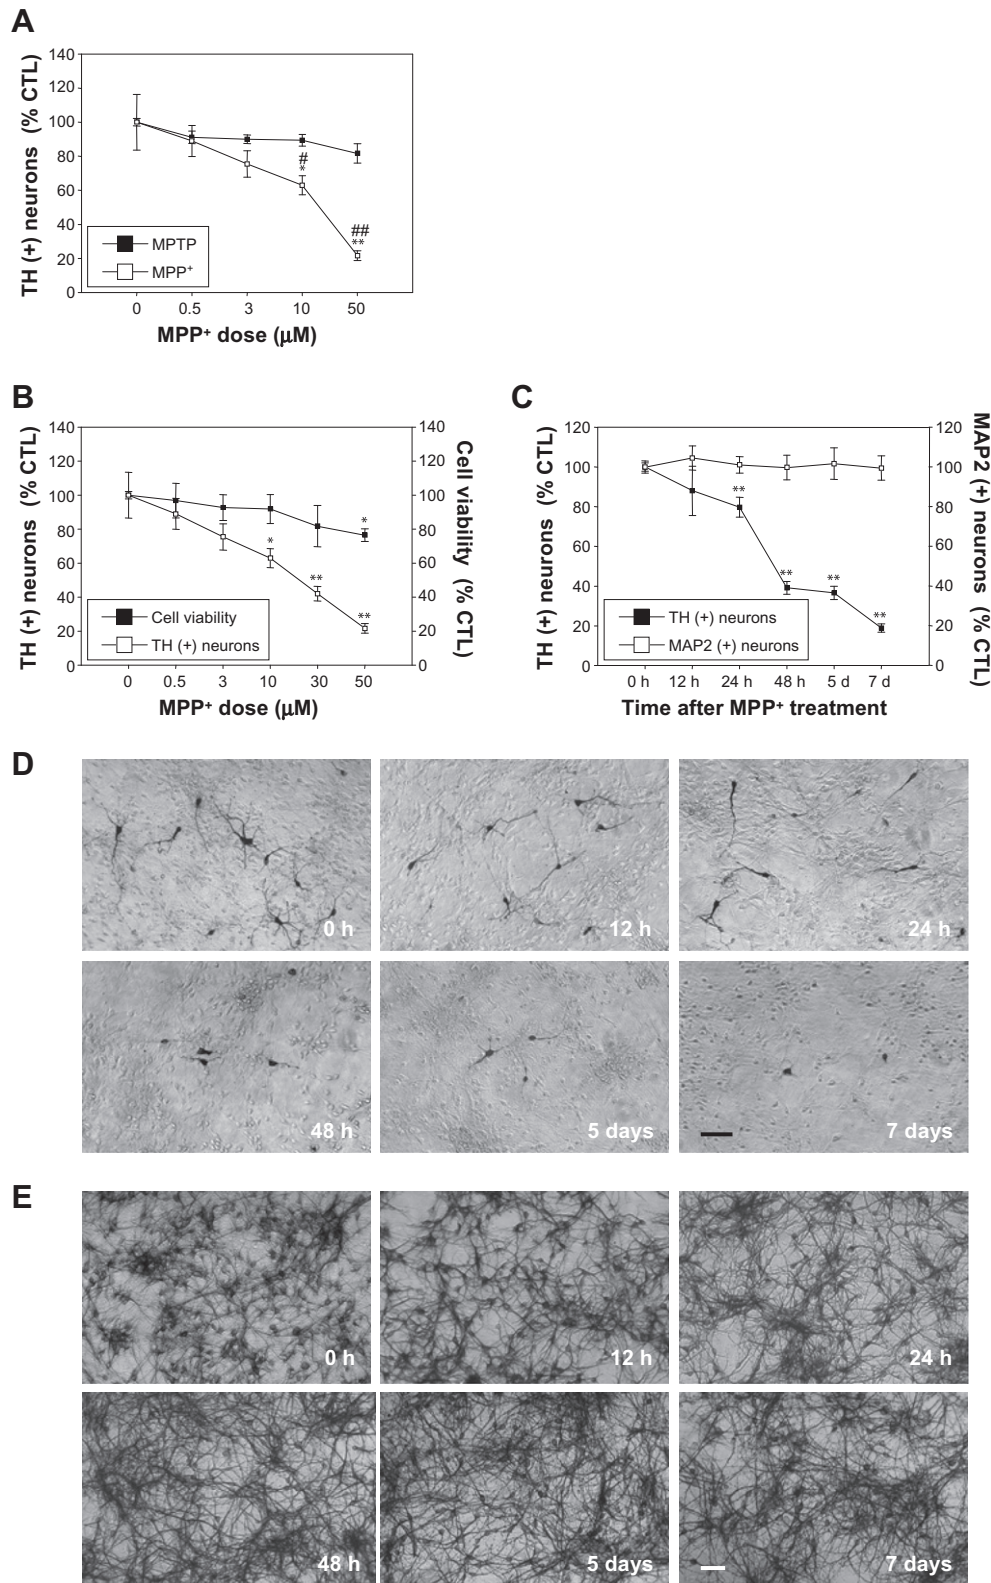 A
TH (+) neurons (% CTL)
140
120
100
80
60
40
20
0
#
*
##
**
MPTP
MPP+
0 0.5 3 10 50
MPP+ dose (μM)
B
TH (+) neurons (% CTL)
140
120
100
80
60
40
20
0
*
*
**
**
Cell viability
TH (+) neurons
0 0.5 3 10 30 50
MPP+ dose (μM)
140
120
100
80
60
40
20
0
Cell viability (% CTL)
C
TH (+) neurons (% CTL)
120
100
80
60
40
20
0
**
**
**
**
TH (+) neurons
MAP2 (+) neurons
0 h 12 h 24 h 48 h 5 d 7 d
Time after MPP+ treatment
120
100
80
60
40
20
0
MAP2 (+) neurons (% CTL)
D
0 h
12 h
24 h
48 h
5 days
7 days
E
0 h
12 h
24 h
48 h
5 days
7 days